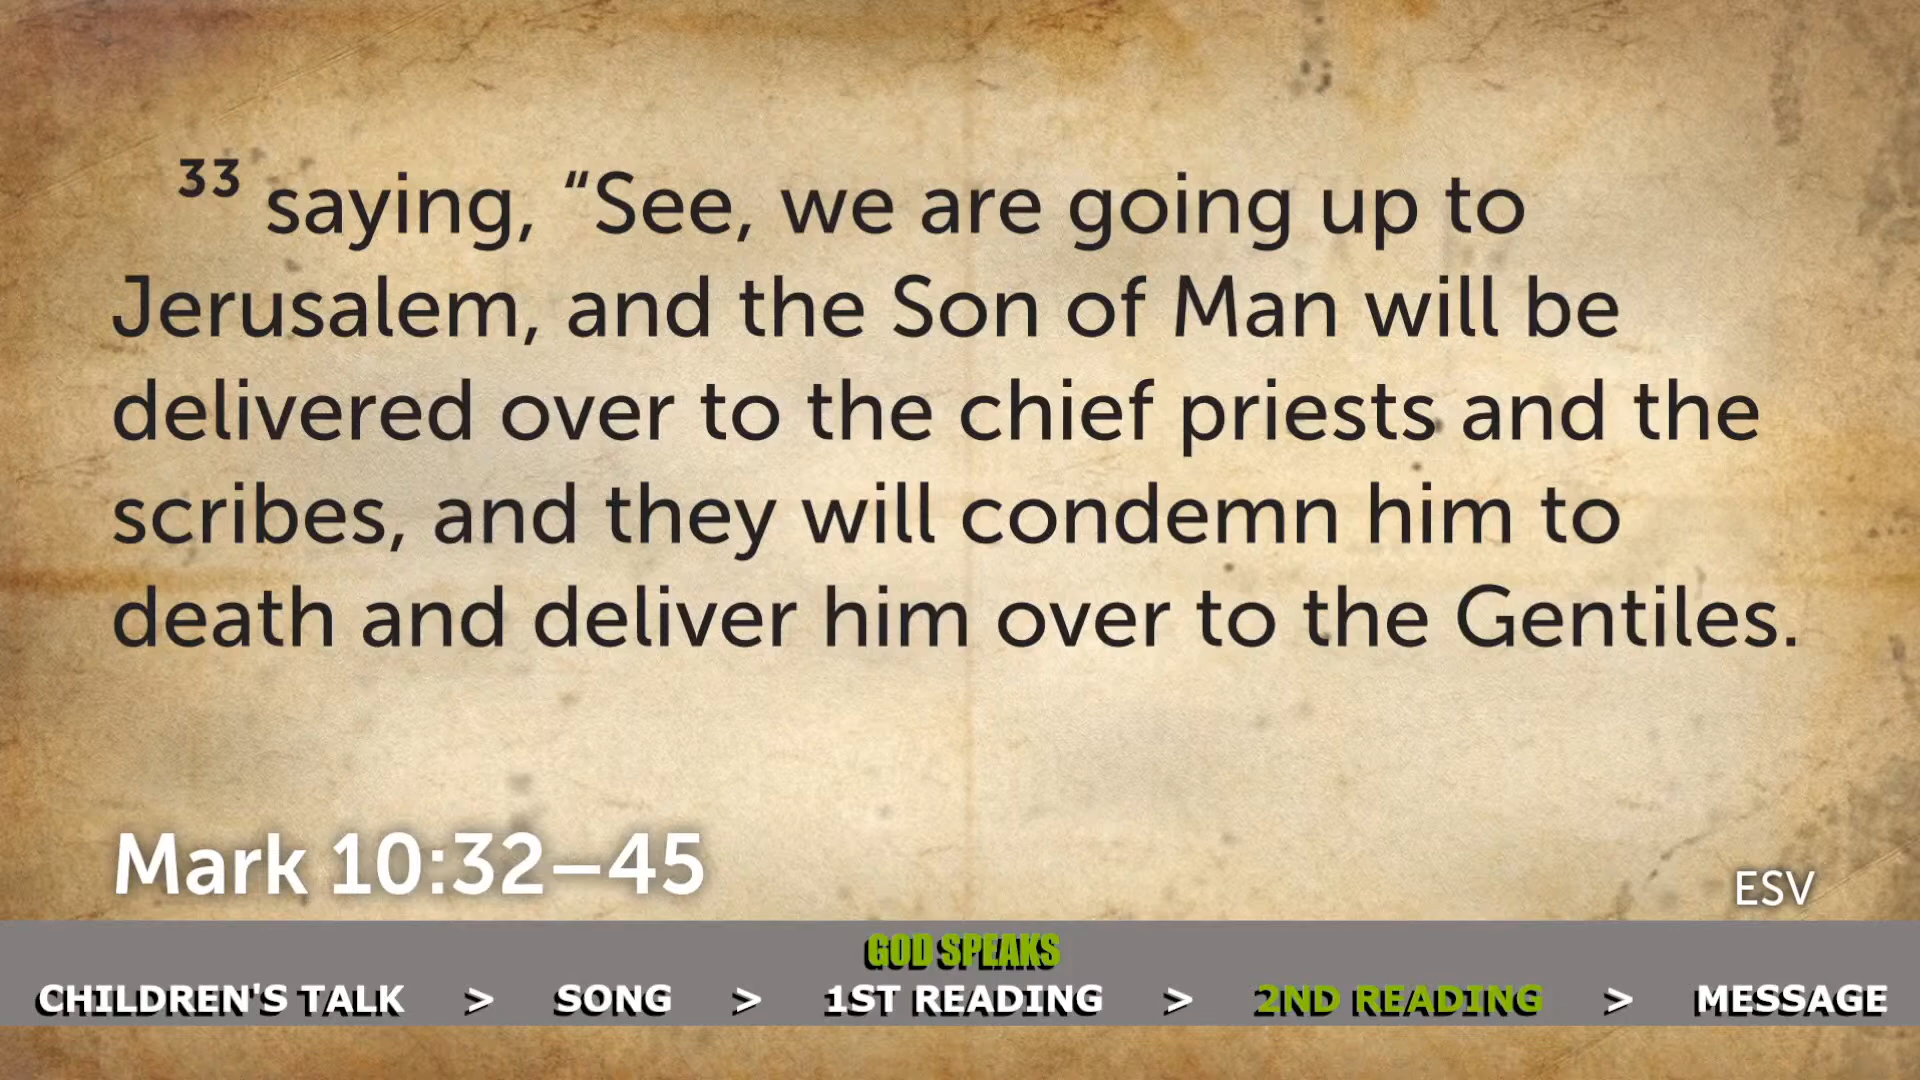 33 saying, “See, we are going up to
Jerusalem, and the Son of Man will be
delivered over to the chief priests and the
scribes, and they will condemn him to
death and deliver him over to the Gentiles.
Mark 10:32–45
ESV
GOD SPEAKS
CHILDREN'S TALK > SONG > 1ST READING > 2ND READING > MESSAGE